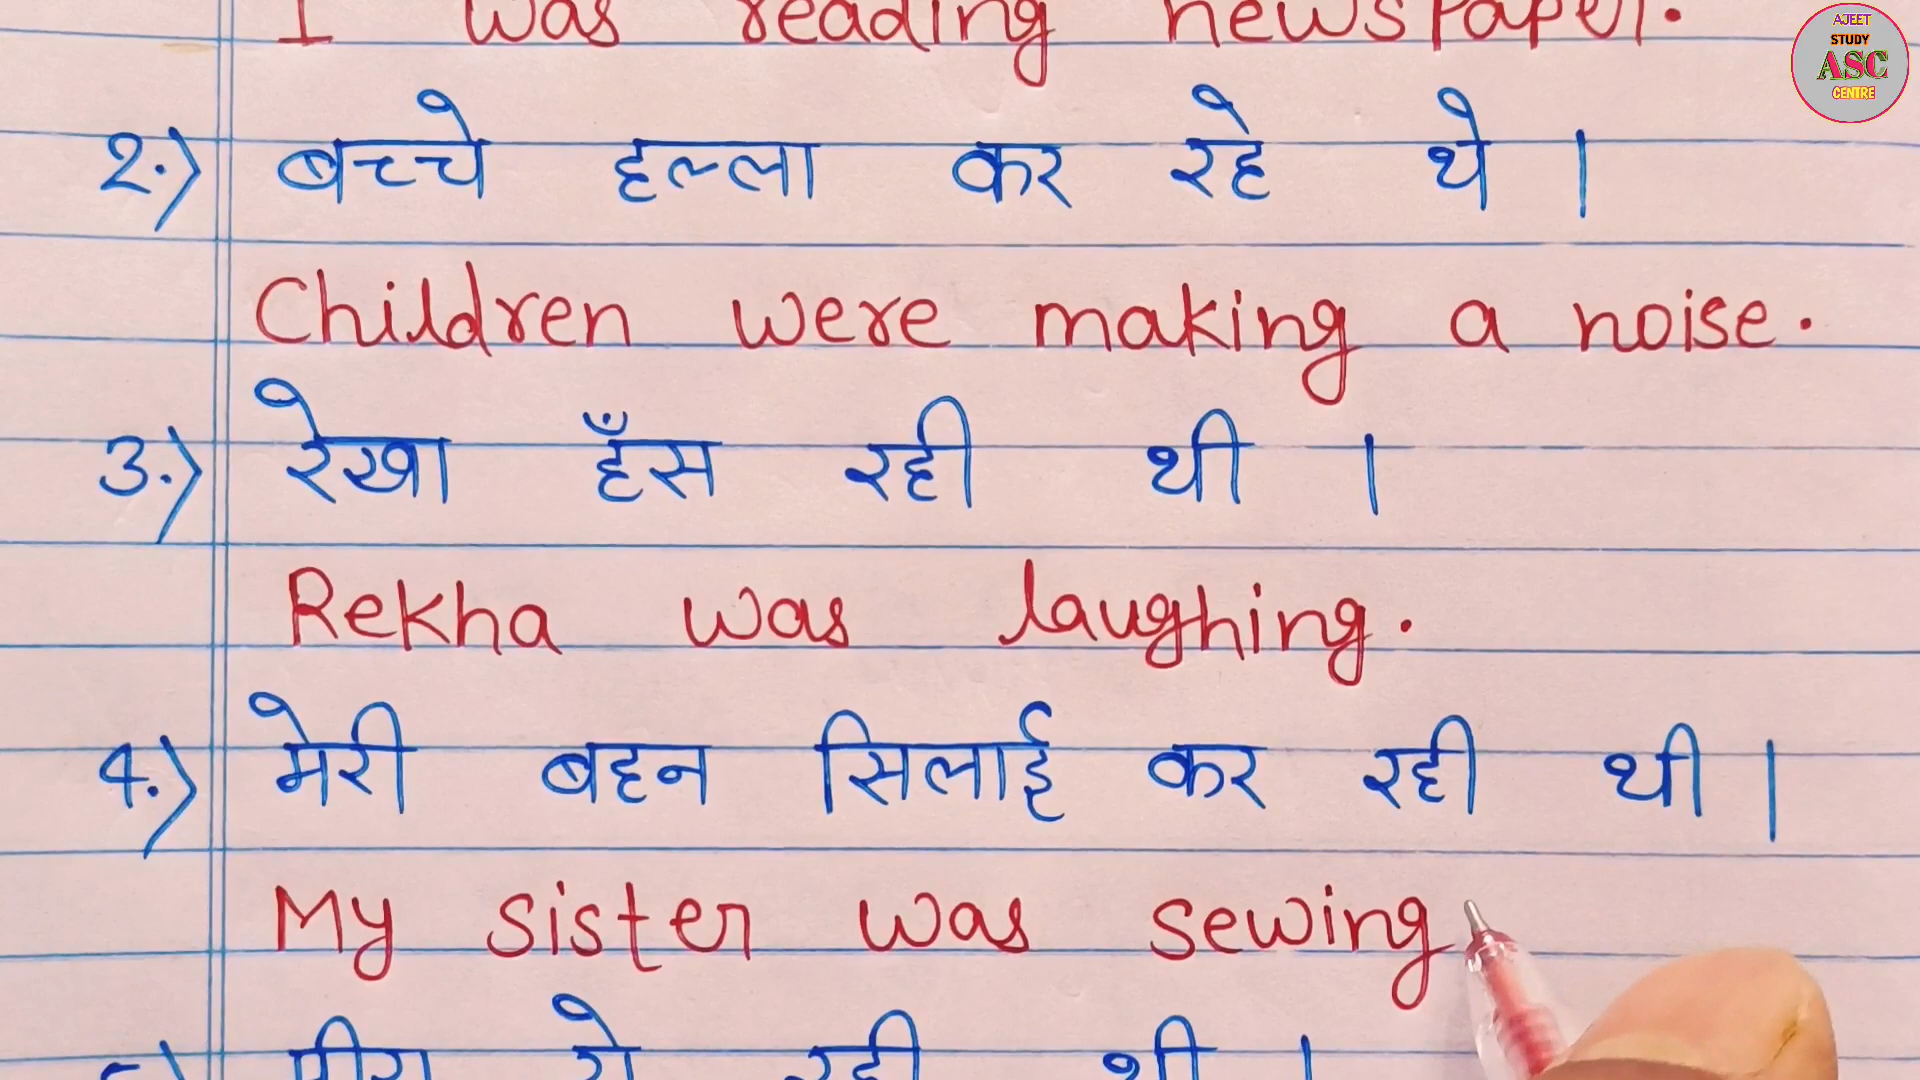 I was reading newspaper.
AJEET
STUDY
ASC
CENTRE
2.) बच्चे हल्ला कर रहे थे ।
Children were making a noise.
3.) रेखा हँस रही थी ।
Rekha was laughing.
4.) मेरी बहन सिलाई कर रही थी ।
My sister was sewing
रही थी ।